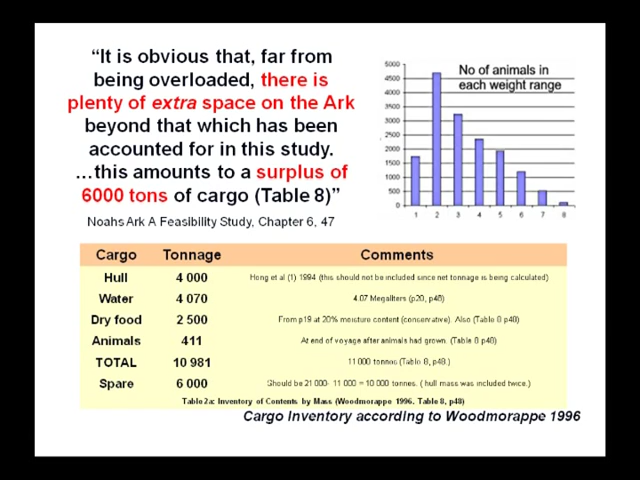 “It is obvious that, far from
being overloaded, there is
plenty of extra space on the Ark
beyond that which has been
accounted for in this study.
…this amounts to a surplus of
6000 tons of cargo (Table 8)”
Noahs Ark A Feasibility Study, Chapter 6, 47
No of animals in
each weight range
5000
4500
4000
3500
3000
2500
2000
1500
1000
500
0
1 2 3 4 5 6 7 8
Cargo Tonnage Comments
Hull 4 000 Hong et al (1) 1994 (this should not be included since net tonnage is being calculated)
Water 4 070 4.07 Megaliters (p20, p48)
Dry food 2 500 From p19 at 20% moisture content (conservative). Also (Table 8 p48)
Animals 411 At end of voyage after animals had grown. (Table 8 p48)
TOTAL 10 981 11 000 tonnes (Table 8, p48.)
Spare 6 000 Should be 21 000- 11 000 = 10 000 tonnes. ( hull mass was included twice.)
Table 2a: Inventory of Contents by Mass (Woodmorappe 1996, Table 8, p48)
Cargo Inventory according to Woodmorappe 1996